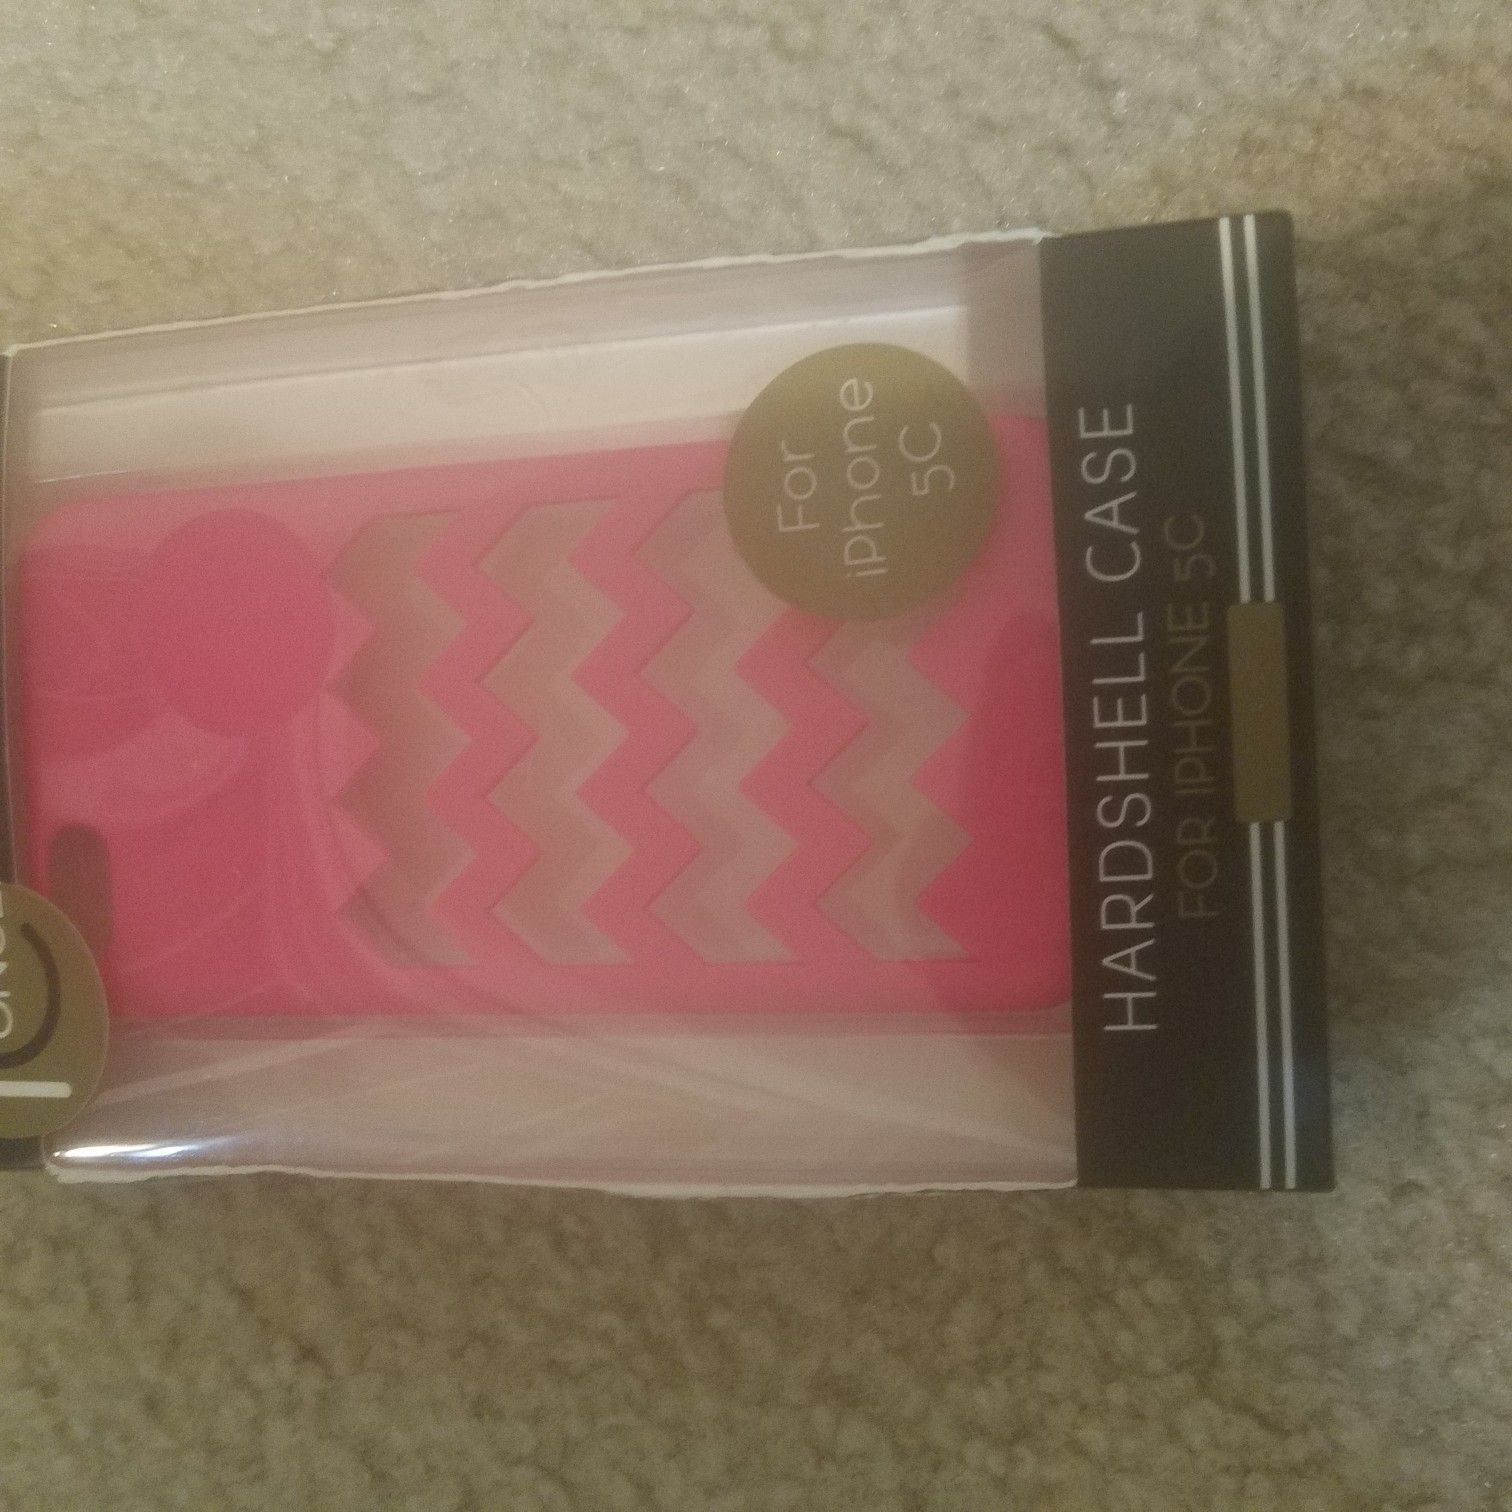 For
iPhone
5C
HARDSHELL CASE
FOR IPHONE 5C